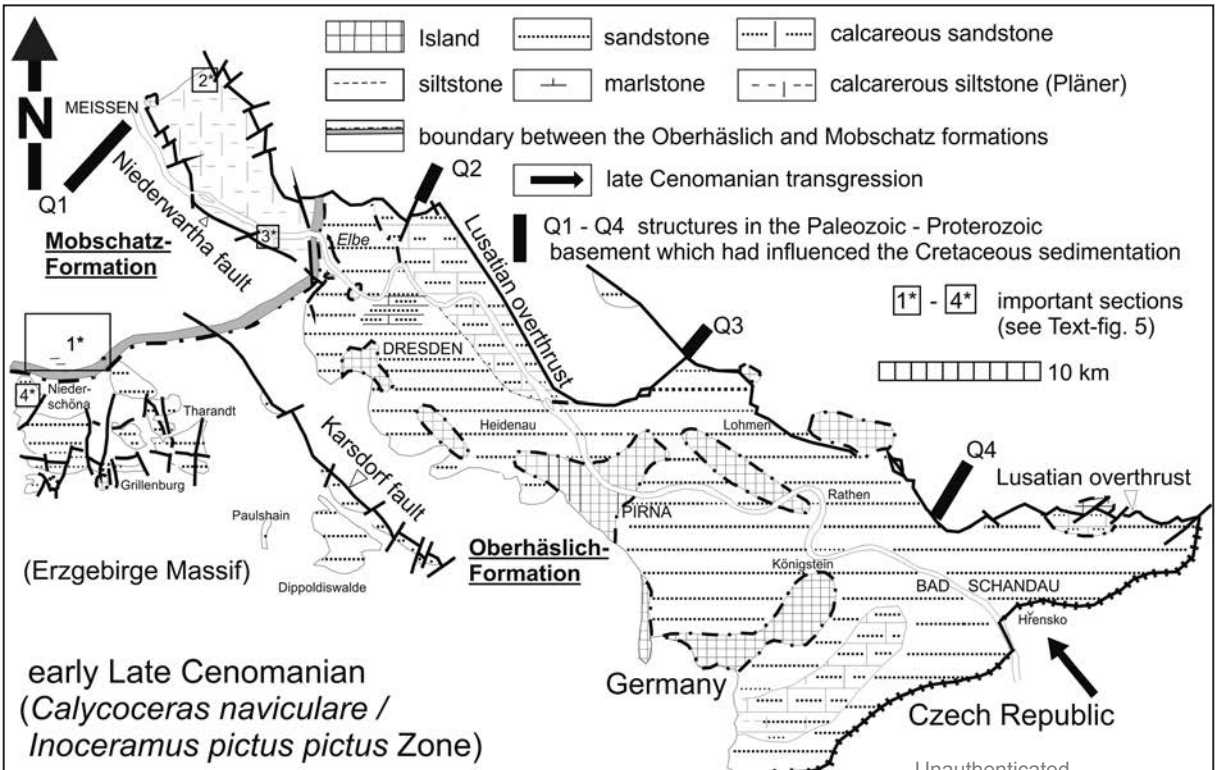 Island
sandstone
calcareous sandstone
siltstone
marlstone
calcarerous siltstone (Pläner)
boundary between the Oberhäslich and Mobschatz formations
late Cenomanian transgression
Q1 - Q4 structures in the Paleozoic - Proterozoic
basement which had influenced the Cretaceous sedimentation
1* - 4* important sections
(see Text-fig. 5)
10 km
N
2*
MEISSEN
Q1
Niederwartha fault
Mobschatz-
Formation
3*
Elbe
Q2
Lusatian overthrust
Q3
DRESDEN
1*
4*
Nieder-
schöna
Tharandt
Grillenburg
Karsdorf fault
Heidenau
Lohmen
Q4
Lusatian overthrust
Rathen
PIRNA
Paulshain
(Erzgebirge Massif)
Dippoldiswalde
Oberhäslich-
Formation
Königstein
BAD SCHANDAU
Hřensko
Germany
Czech Republic
early Late Cenomanian
(Calycoceras naviculare /
Inoceramus pictus pictus Zone)
Unauthenticated